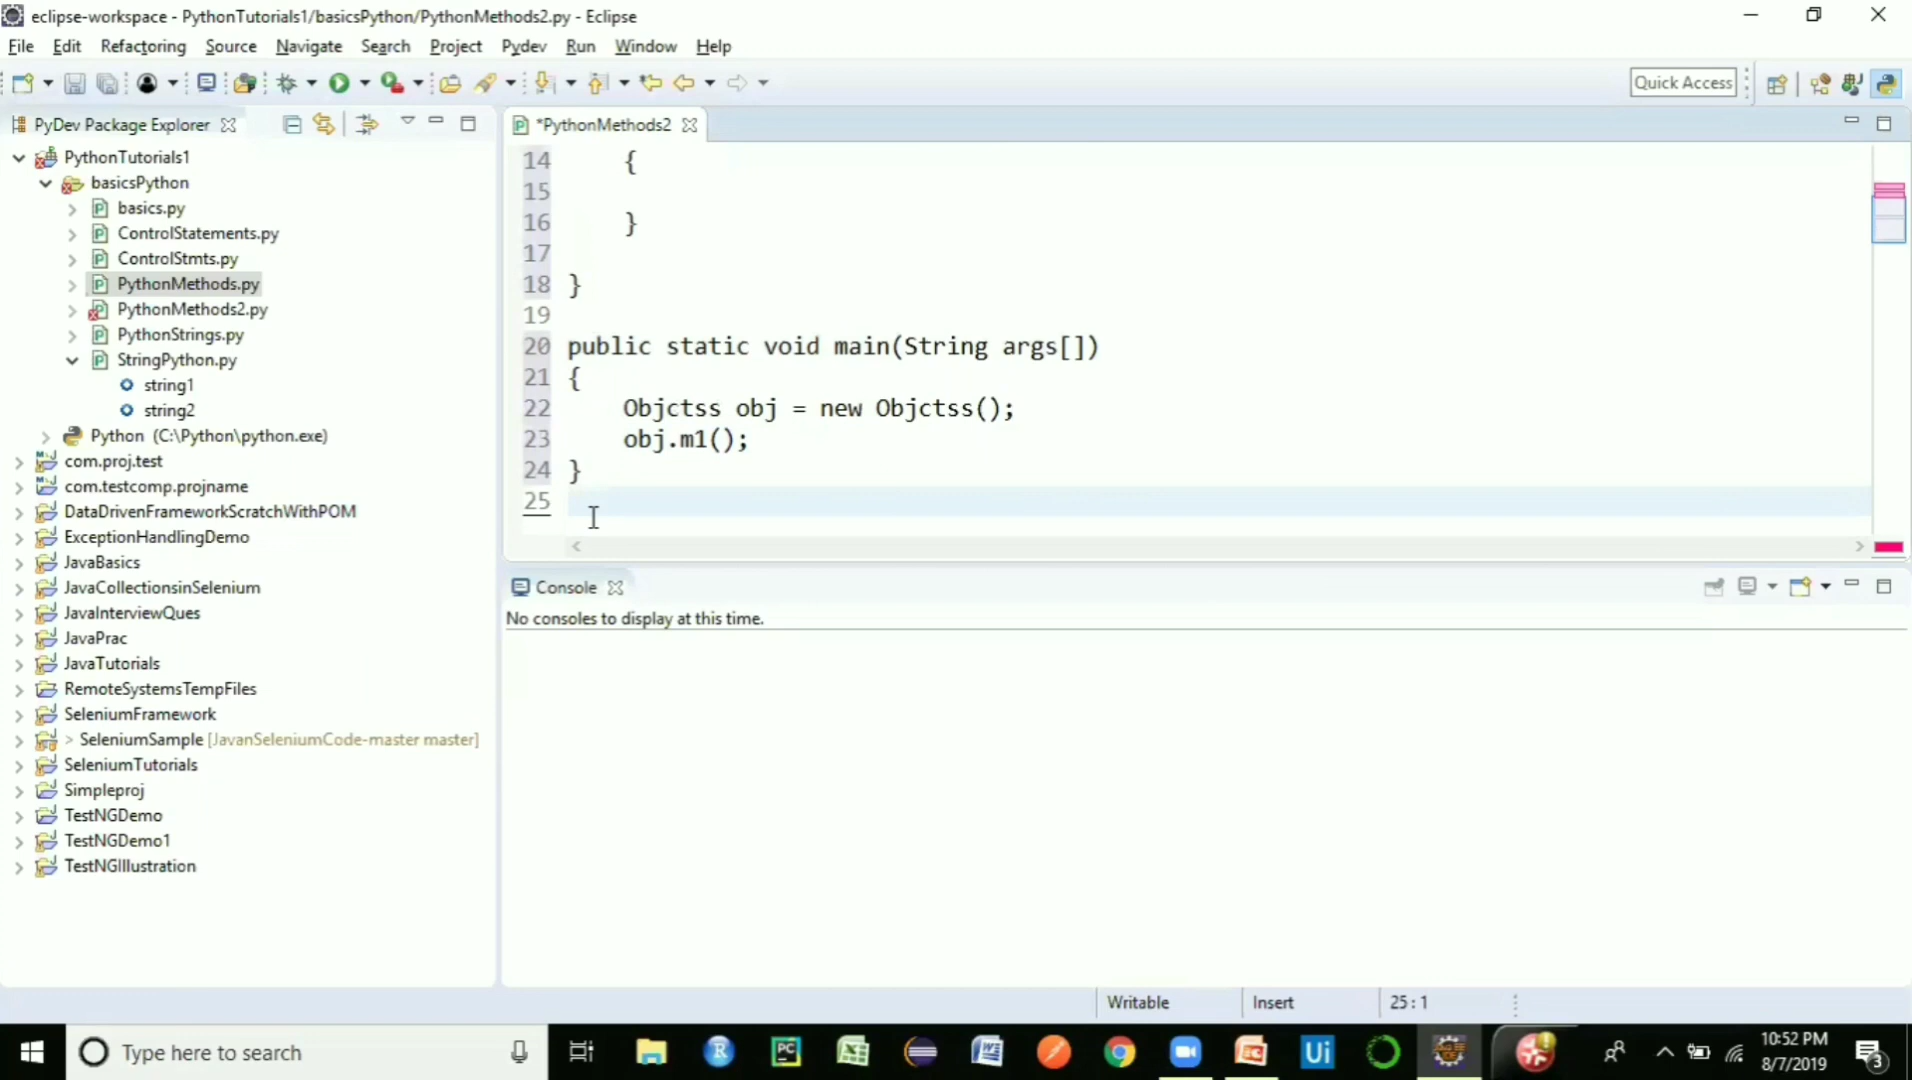 eclipse-workspace - PythonTutorials1/basicsPython/PythonMethods2.py - Eclipse
File Edit Refactoring Source Navigate Search Project Pydev Run Window Help
Quick Access
PyDev Package Explorer
PythonTutorials1
basicsPython
basics.py
ControlStatements.py
ControlStmts.py
PythonMethods.py
PythonMethods2.py
PythonStrings.py
StringPython.py
string1
string2
Python (C:\Python\python.exe)
com.proj.test
com.testcomp.projname
DataDrivenFrameworkScratchWithPOM
ExceptionHandlingDemo
JavaBasics
JavaCollectionsinSelenium
JavaInterviewQues
JavaPrac
JavaTutorials
RemoteSystemsTempFiles
SeleniumFramework
> SeleniumSample [JavanSeleniumCode-master master]
SeleniumTutorials
Simpleproj
TestNGDemo
TestNGDemo1
TestNGIllustration
*PythonMethods2
14 {
15
16 }
17
18 }
19
20 public static void main(String args[])
21 {
22 Objctss obj = new Objctss();
23 obj.m1();
24 }
25
Console
No consoles to display at this time.
Writable Insert 25 : 1
Type here to search
R PC Ui
10:52 PM
8/7/2019
3